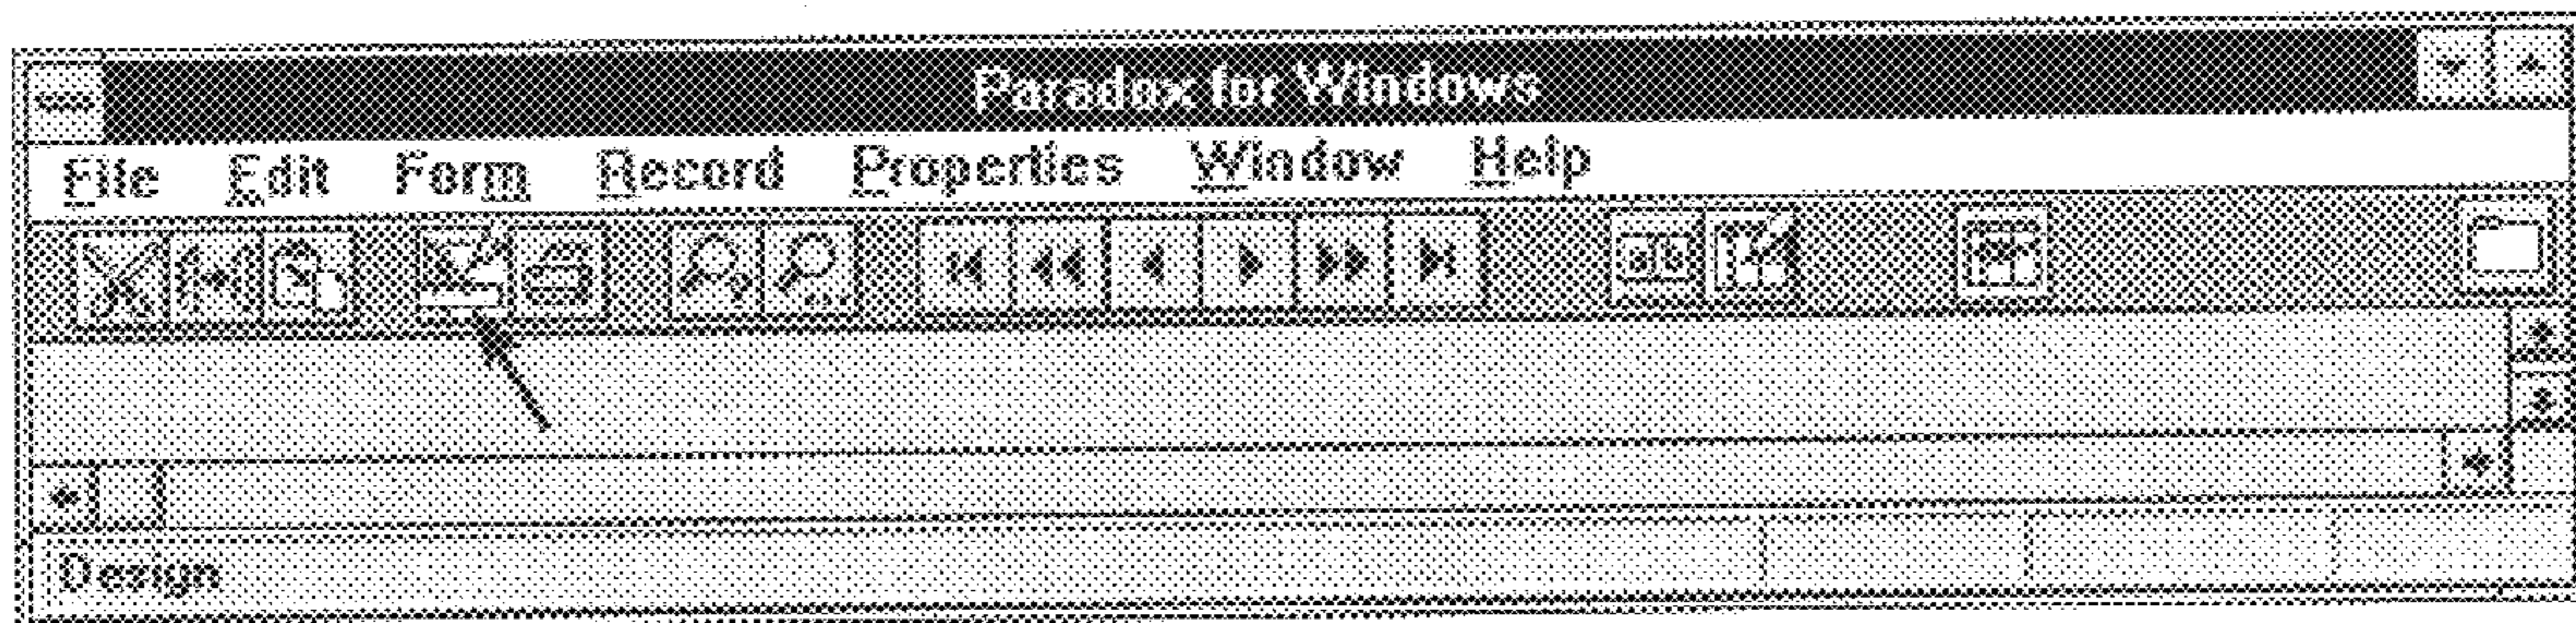 Paradox for Windows
File Edit Form Record Properties Window Help
Design